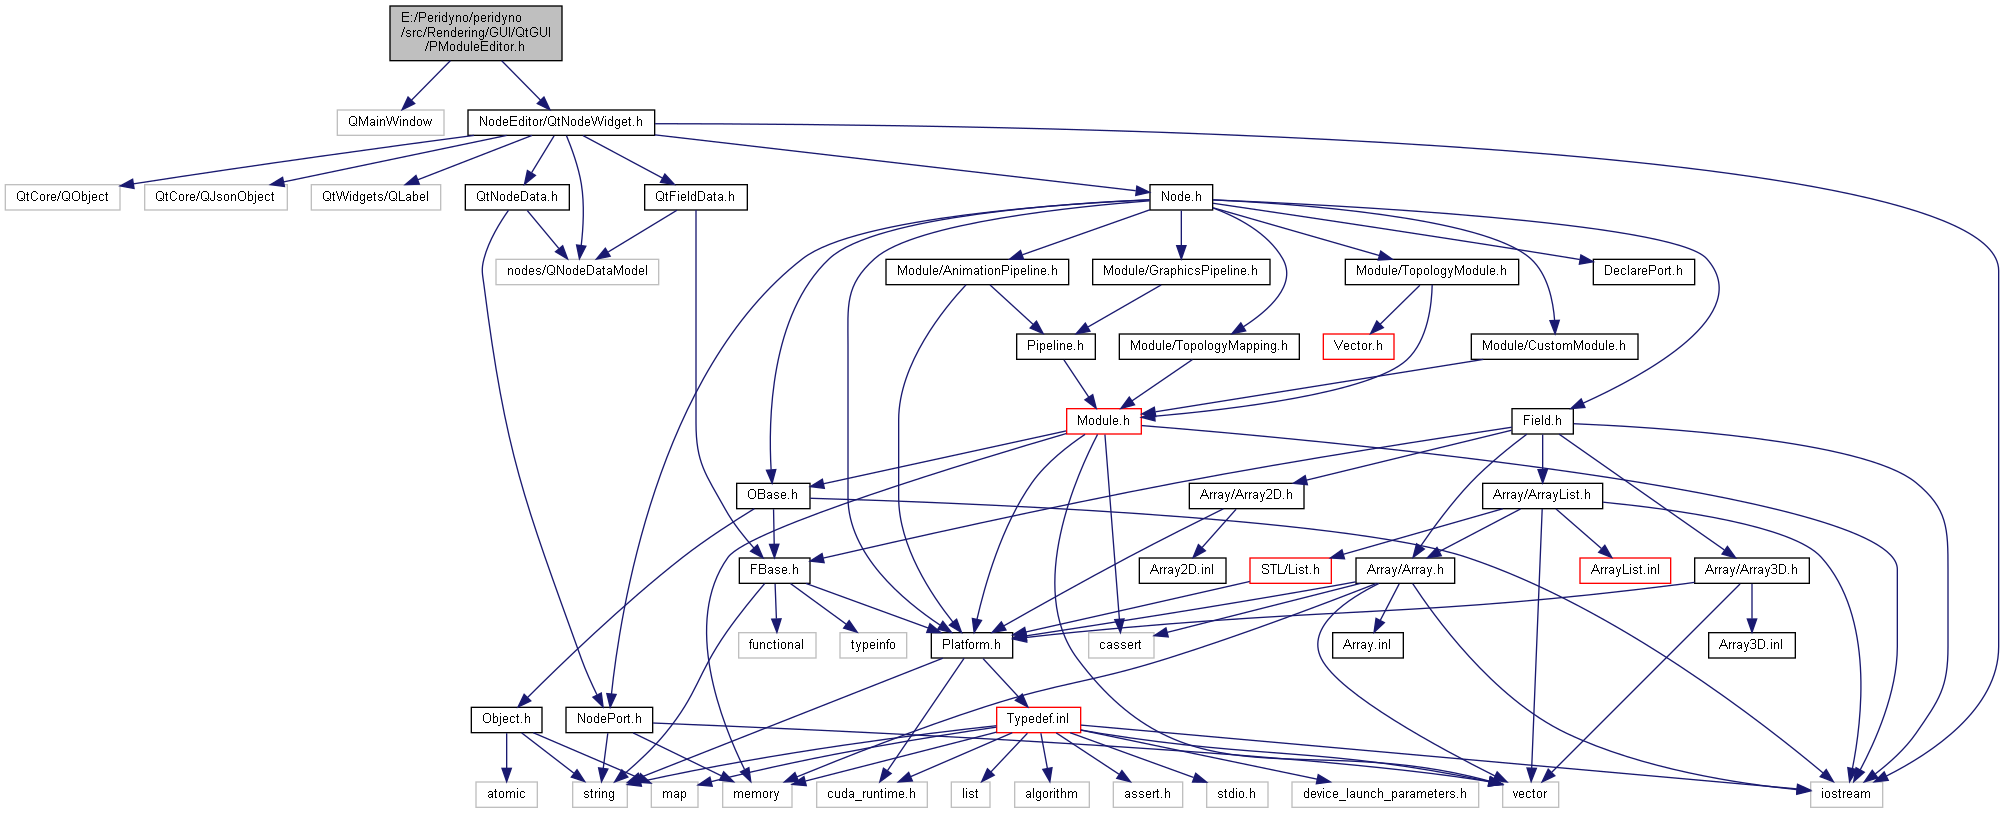 E:/Peridyno/peridyno
/src/Rendering/GUI/QtGUI
/PModuleEditor.h
QMainWindow
NodeEditor/QtNodeWidget.h
QtCore/QObject
QtCore/QJsonObject
QtWidgets/QLabel
QtNodeData.h
QtFieldData.h
Node.h
nodes/QNodeDataModel
Module/AnimationPipeline.h
Module/GraphicsPipeline.h
Module/TopologyModule.h
DeclarePort.h
Pipeline.h
Module/TopologyMapping.h
Vector.h
Module/CustomModule.h
Module.h
Field.h
OBase.h
Array/Array2D.h
Array/ArrayList.h
FBase.h
Array2D.inl
STL/List.h
Array/Array.h
ArrayList.inl
Array/Array3D.h
functional
typeinfo
Platform.h
cassert
Array.inl
Array3D.inl
Object.h
NodePort.h
Typedef.inl
atomic
string
map
memory
cuda_runtime.h
list
algorithm
assert.h
stdio.h
device_launch_parameters.h
vector
iostream